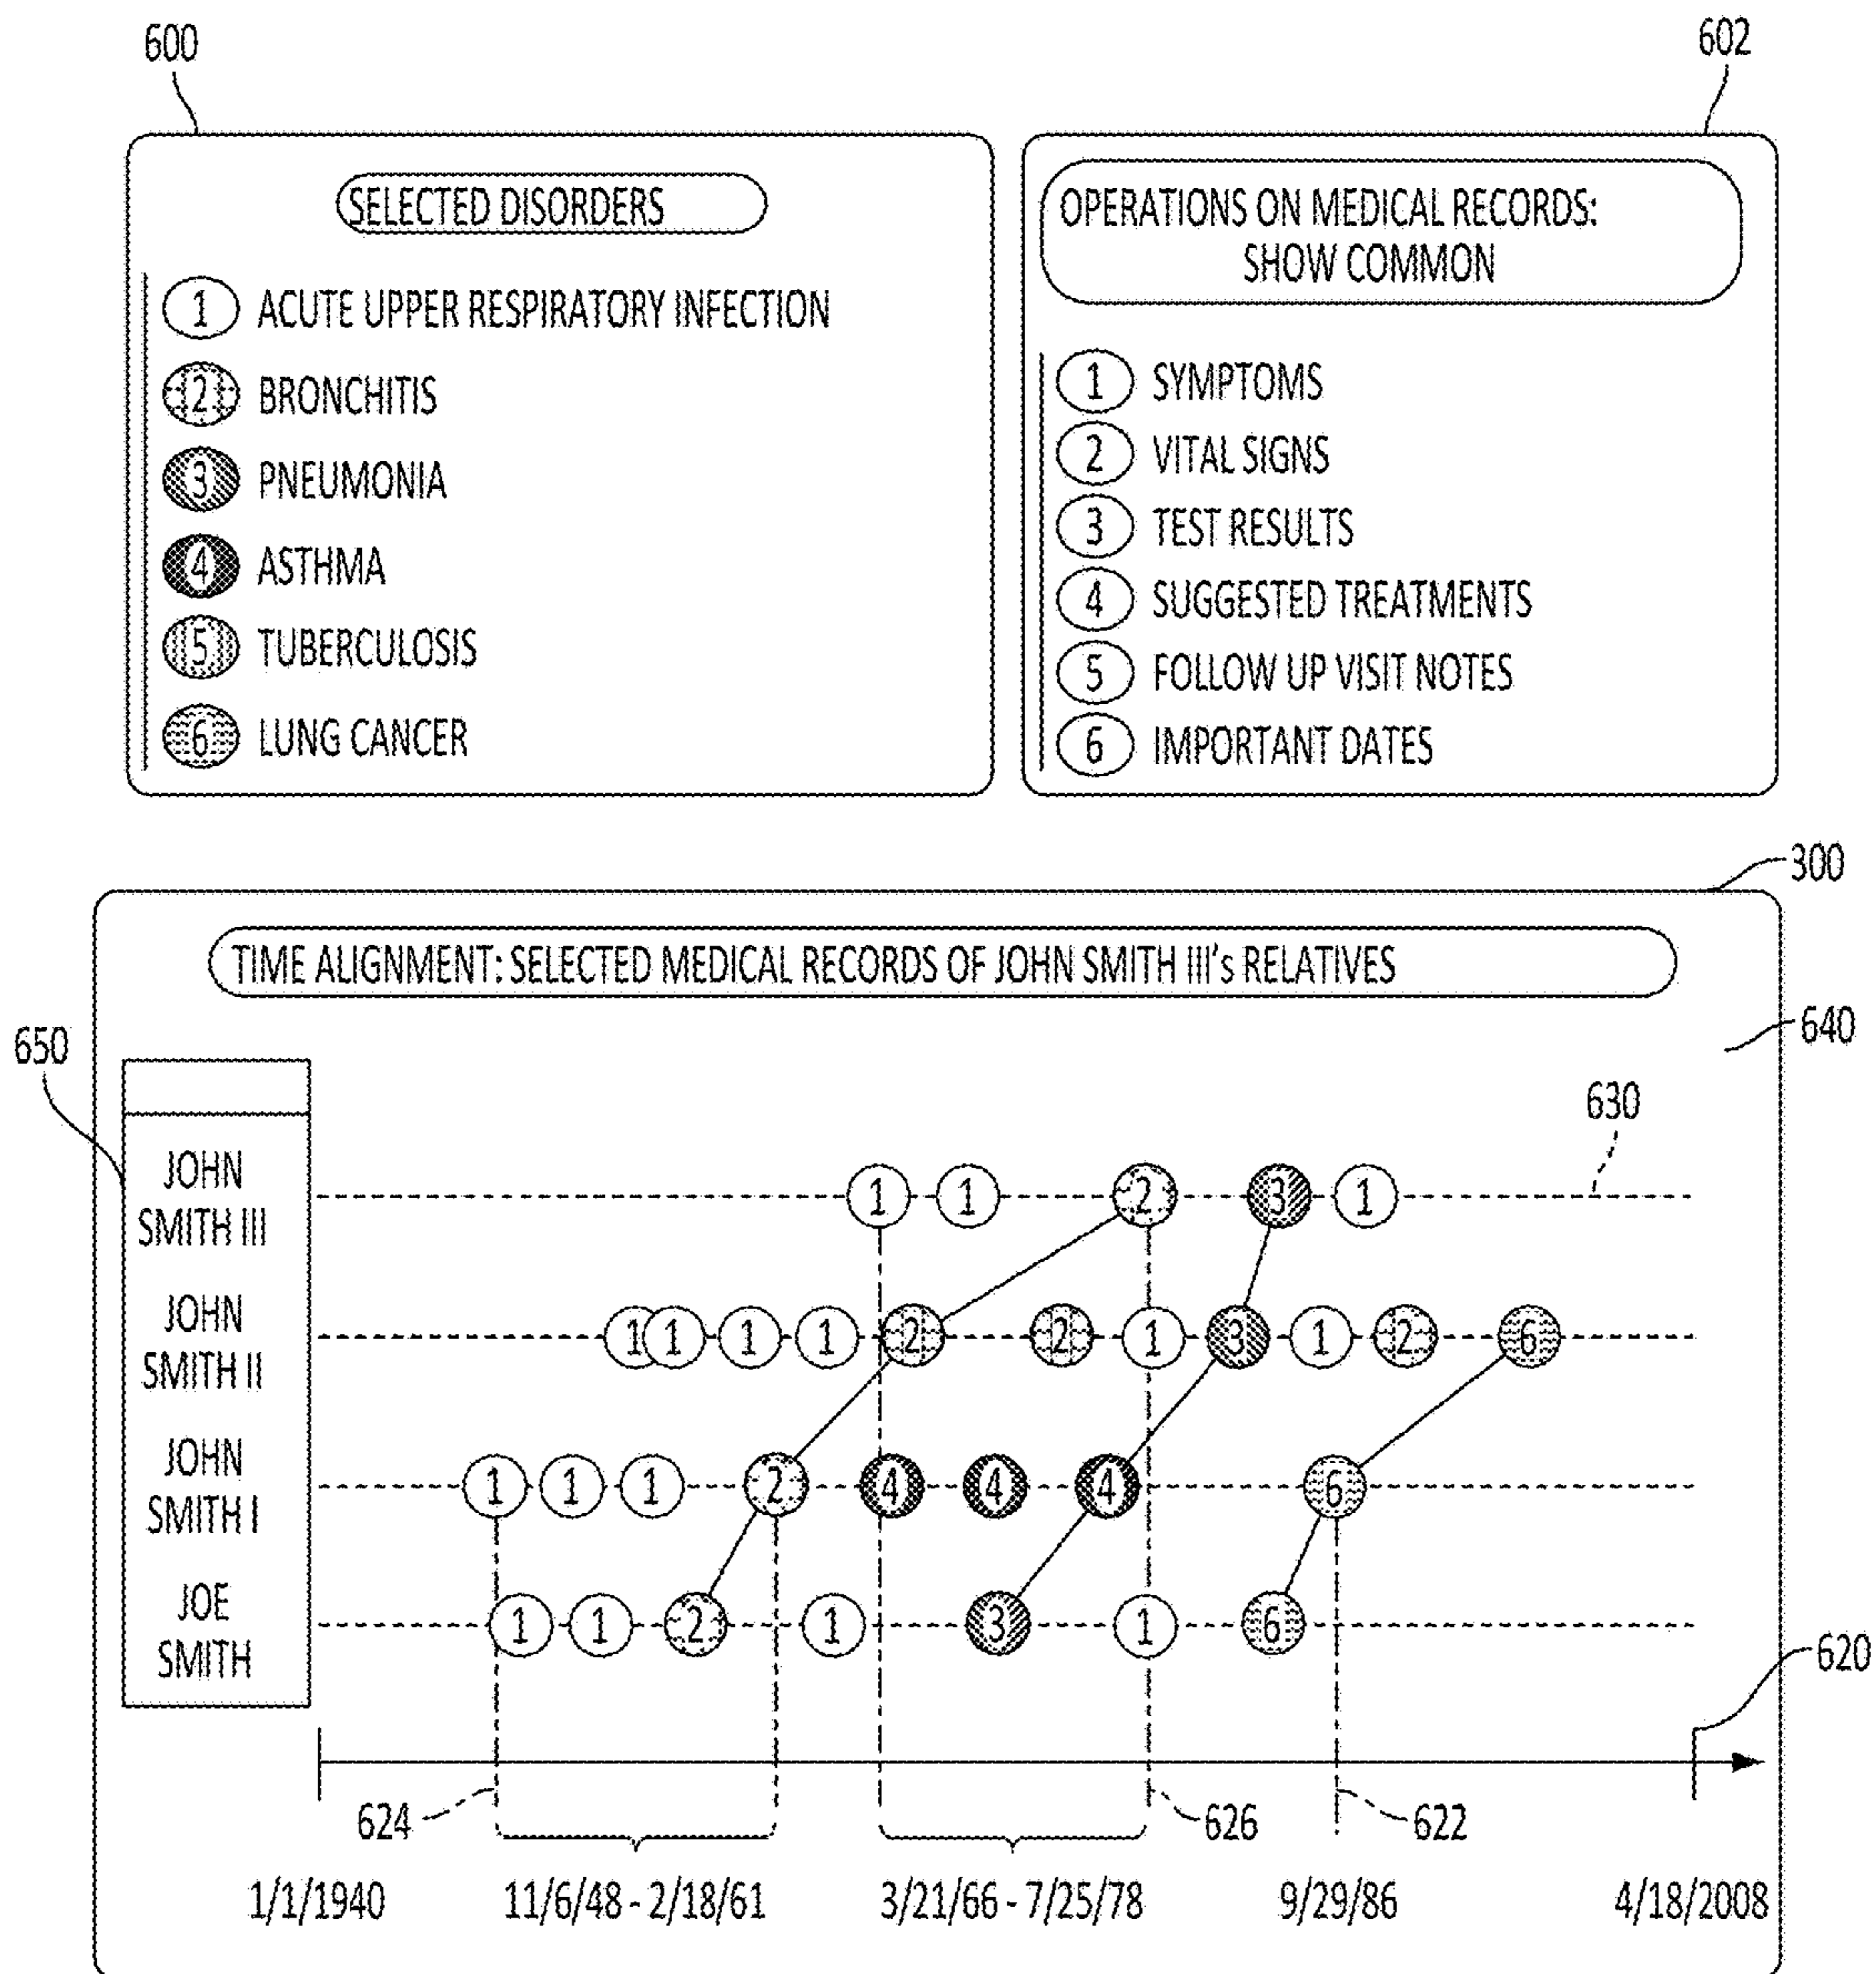 600
602
SELECTED DISORDERS
1 ACUTE UPPER RESPIRATORY INFECTION
2 BRONCHITIS
3 PNEUMONIA
4 ASTHMA
5 TUBERCULOSIS
6 LUNG CANCER
OPERATIONS ON MEDICAL RECORDS:
SHOW COMMON
1 SYMPTOMS
2 VITAL SIGNS
3 TEST RESULTS
4 SUGGESTED TREATMENTS
5 FOLLOW UP VISIT NOTES
6 IMPORTANT DATES
300
TIME ALIGNMENT: SELECTED MEDICAL RECORDS OF JOHN SMITH III's RELATIVES
640
650
630
JOHN
SMITH III
1 1 2 3 1
JOHN
SMITH II
1 1 1 1 2 2 1 3 1 2 6
JOHN
SMITH I
1 1 1 2 4 4 4 6
JOE
SMITH
1 1 2 1 3 1 6
620
624
626
622
1/1/1940
11/6/48 - 2/18/61
3/21/66 - 7/25/78
9/29/86
4/18/2008